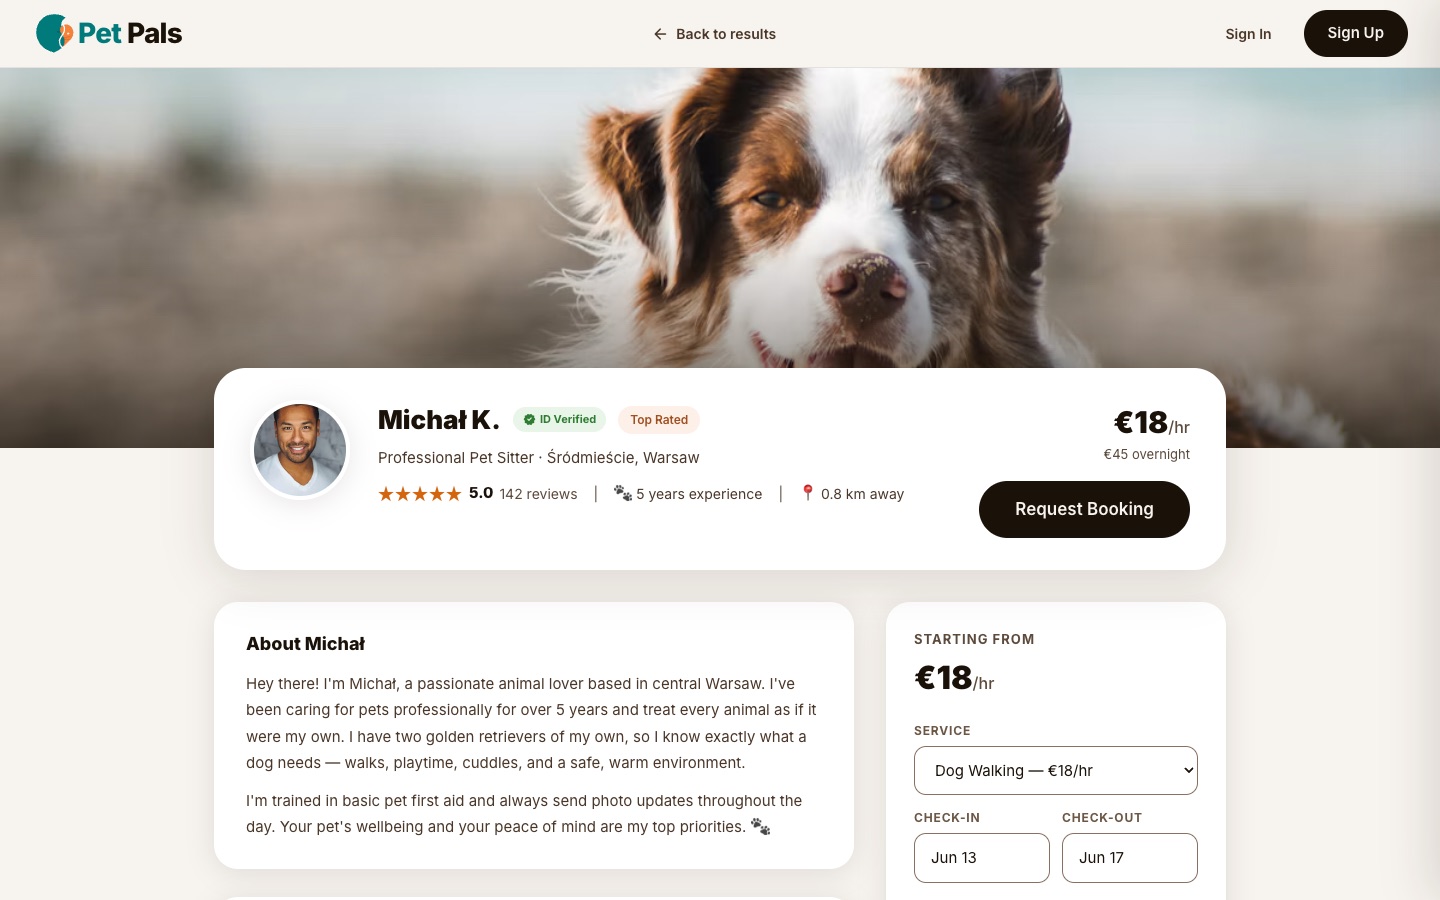 Pet Pals
← Back to results
Sign In
Sign Up
Michał K.
ID Verified
Top Rated
Professional Pet Sitter · Śródmieście, Warsaw
★★★★★ 5.0 142 reviews | 🐾 5 years experience | 📍 0.8 km away
€18/hr
€45 overnight
Request Booking
About Michał
Hey there! I'm Michał, a passionate animal lover based in central Warsaw. I've
been caring for pets professionally for over 5 years and treat every animal as if it
were my own. I have two golden retrievers of my own, so I know exactly what a
dog needs — walks, playtime, cuddles, and a safe, warm environment.
I'm trained in basic pet first aid and always send photo updates throughout the
day. Your pet's wellbeing and your peace of mind are my top priorities. 🐾
STARTING FROM
€18/hr
SERVICE
Dog Walking — €18/hr
CHECK-IN
CHECK-OUT
Jun 13
Jun 17